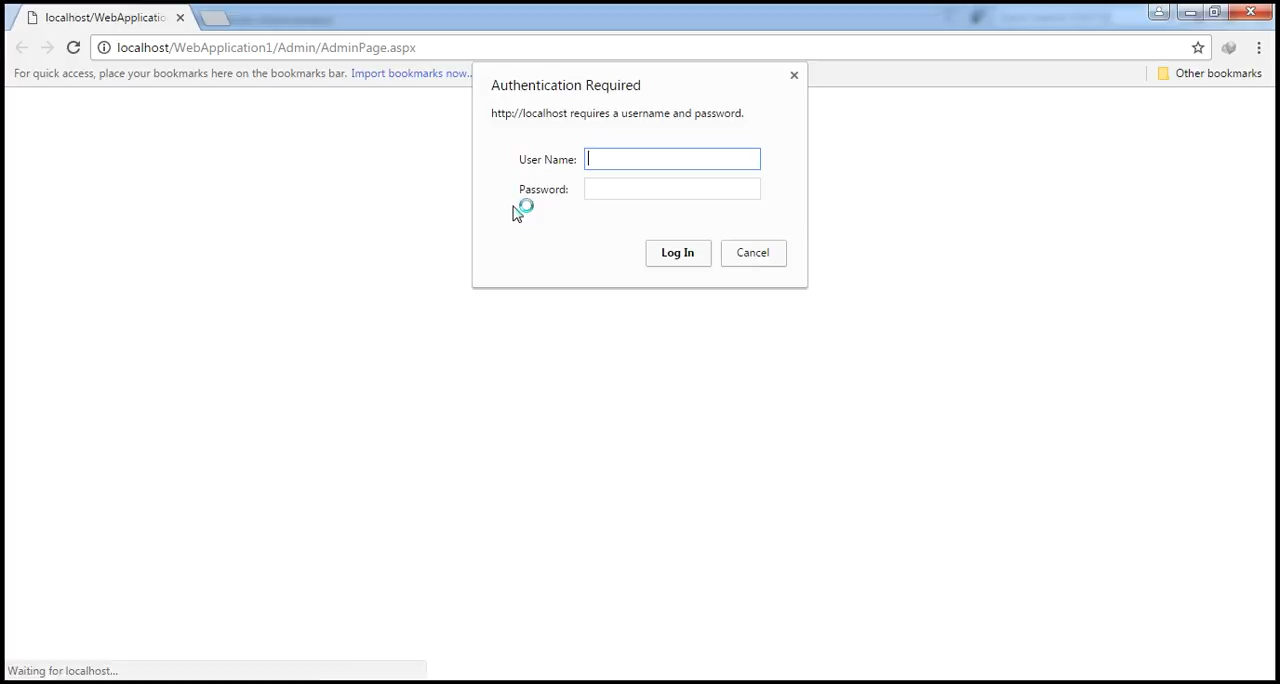 localhost/WebApplicatio
localhost/WebApplication1/Admin/AdminPage.aspx
For quick access, place your bookmarks here on the bookmarks bar. Import bookmarks now...
Other bookmarks
Authentication Required
http://localhost requires a username and password.
User Name:
Password:
Log In
Cancel
Waiting for localhost...